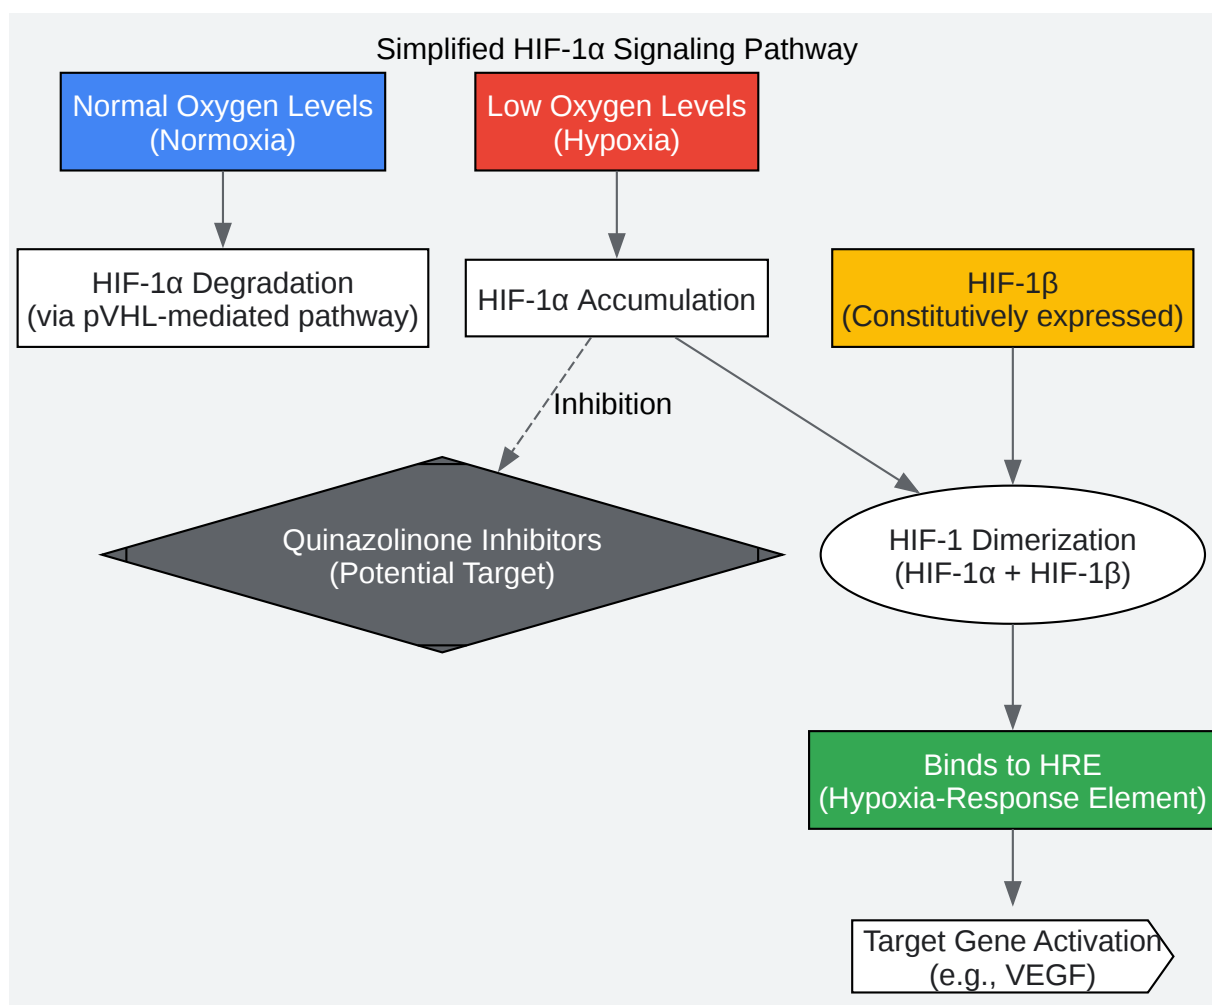 Simplified HIF-1α Signaling Pathway
Normal Oxygen Levels
(Normoxia)
Low Oxygen Levels
(Hypoxia)
HIF-1α Degradation
(via pVHL-mediated pathway)
HIF-1α Accumulation
HIF-1β
(Constitutively expressed)
Inhibition
Quinazolinone Inhibitors
(Potential Target)
HIF-1 Dimerization
(HIF-1α + HIF-1β)
Binds to HRE
(Hypoxia-Response Element)
Target Gene Activation
(e.g., VEGF)